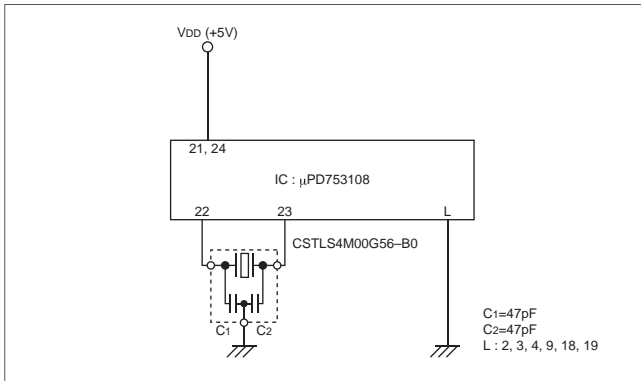 VDD (+5V)
21, 24
IC : μPD753108
22
23
L
CSTLS4M00G56–B0
C1
C2
C1=47pF
C2=47pF
L : 2, 3, 4, 9, 18, 19